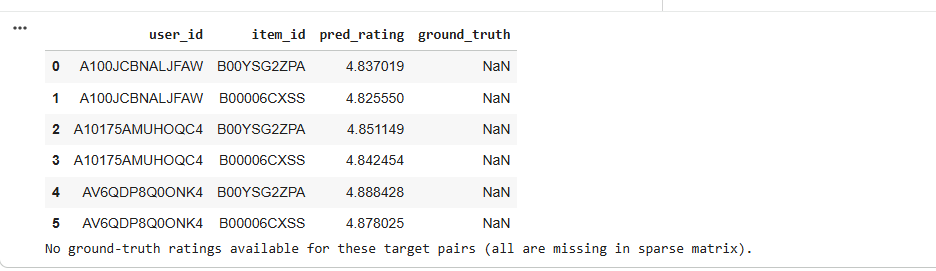 •••
user_id item_id pred_rating ground_truth
0 A100JCBNALJFAW B00YSG2ZPA 4.837019 NaN
1 A100JCBNALJFAW B00006CXSS 4.825550 NaN
2 A10175AMUHOQC4 B00YSG2ZPA 4.851149 NaN
3 A10175AMUHOQC4 B00006CXSS 4.842454 NaN
4 AV6QDP8Q0ONK4 B00YSG2ZPA 4.888428 NaN
5 AV6QDP8Q0ONK4 B00006CXSS 4.878025 NaN
No ground-truth ratings available for these target pairs (all are missing in sparse matrix).